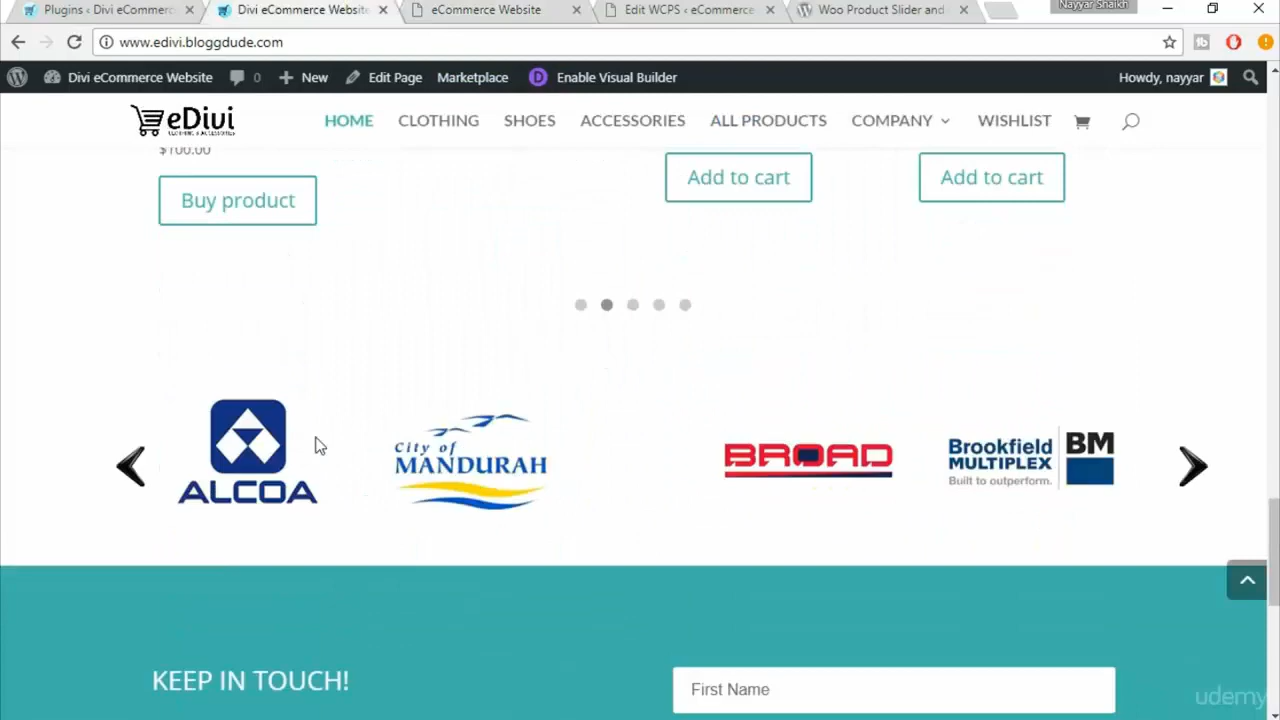 Nayyar Shaikh
Plugins ‹ Divi eCommerc
Divi eCommerce Website
eCommerce Website
Edit WCPS ‹ eCommerce
Woo Product Slider and
www.edivi.bloggdude.com
Divi eCommerce Website
0
New
Edit Page
Marketplace
D
Enable Visual Builder
Howdy, nayyar
eDivi
CLOTHING & ACCESSORIES
HOME
CLOTHING
SHOES
ACCESSORIES
ALL PRODUCTS
COMPANY
WISHLIST
$100.00
Buy product
Add to cart
Add to cart
ALCOA
City of
MANDURAH
BROAD
Brookfield
MULTIPLEX
Built to outperform.
BM
KEEP IN TOUCH!
First Name
udemy